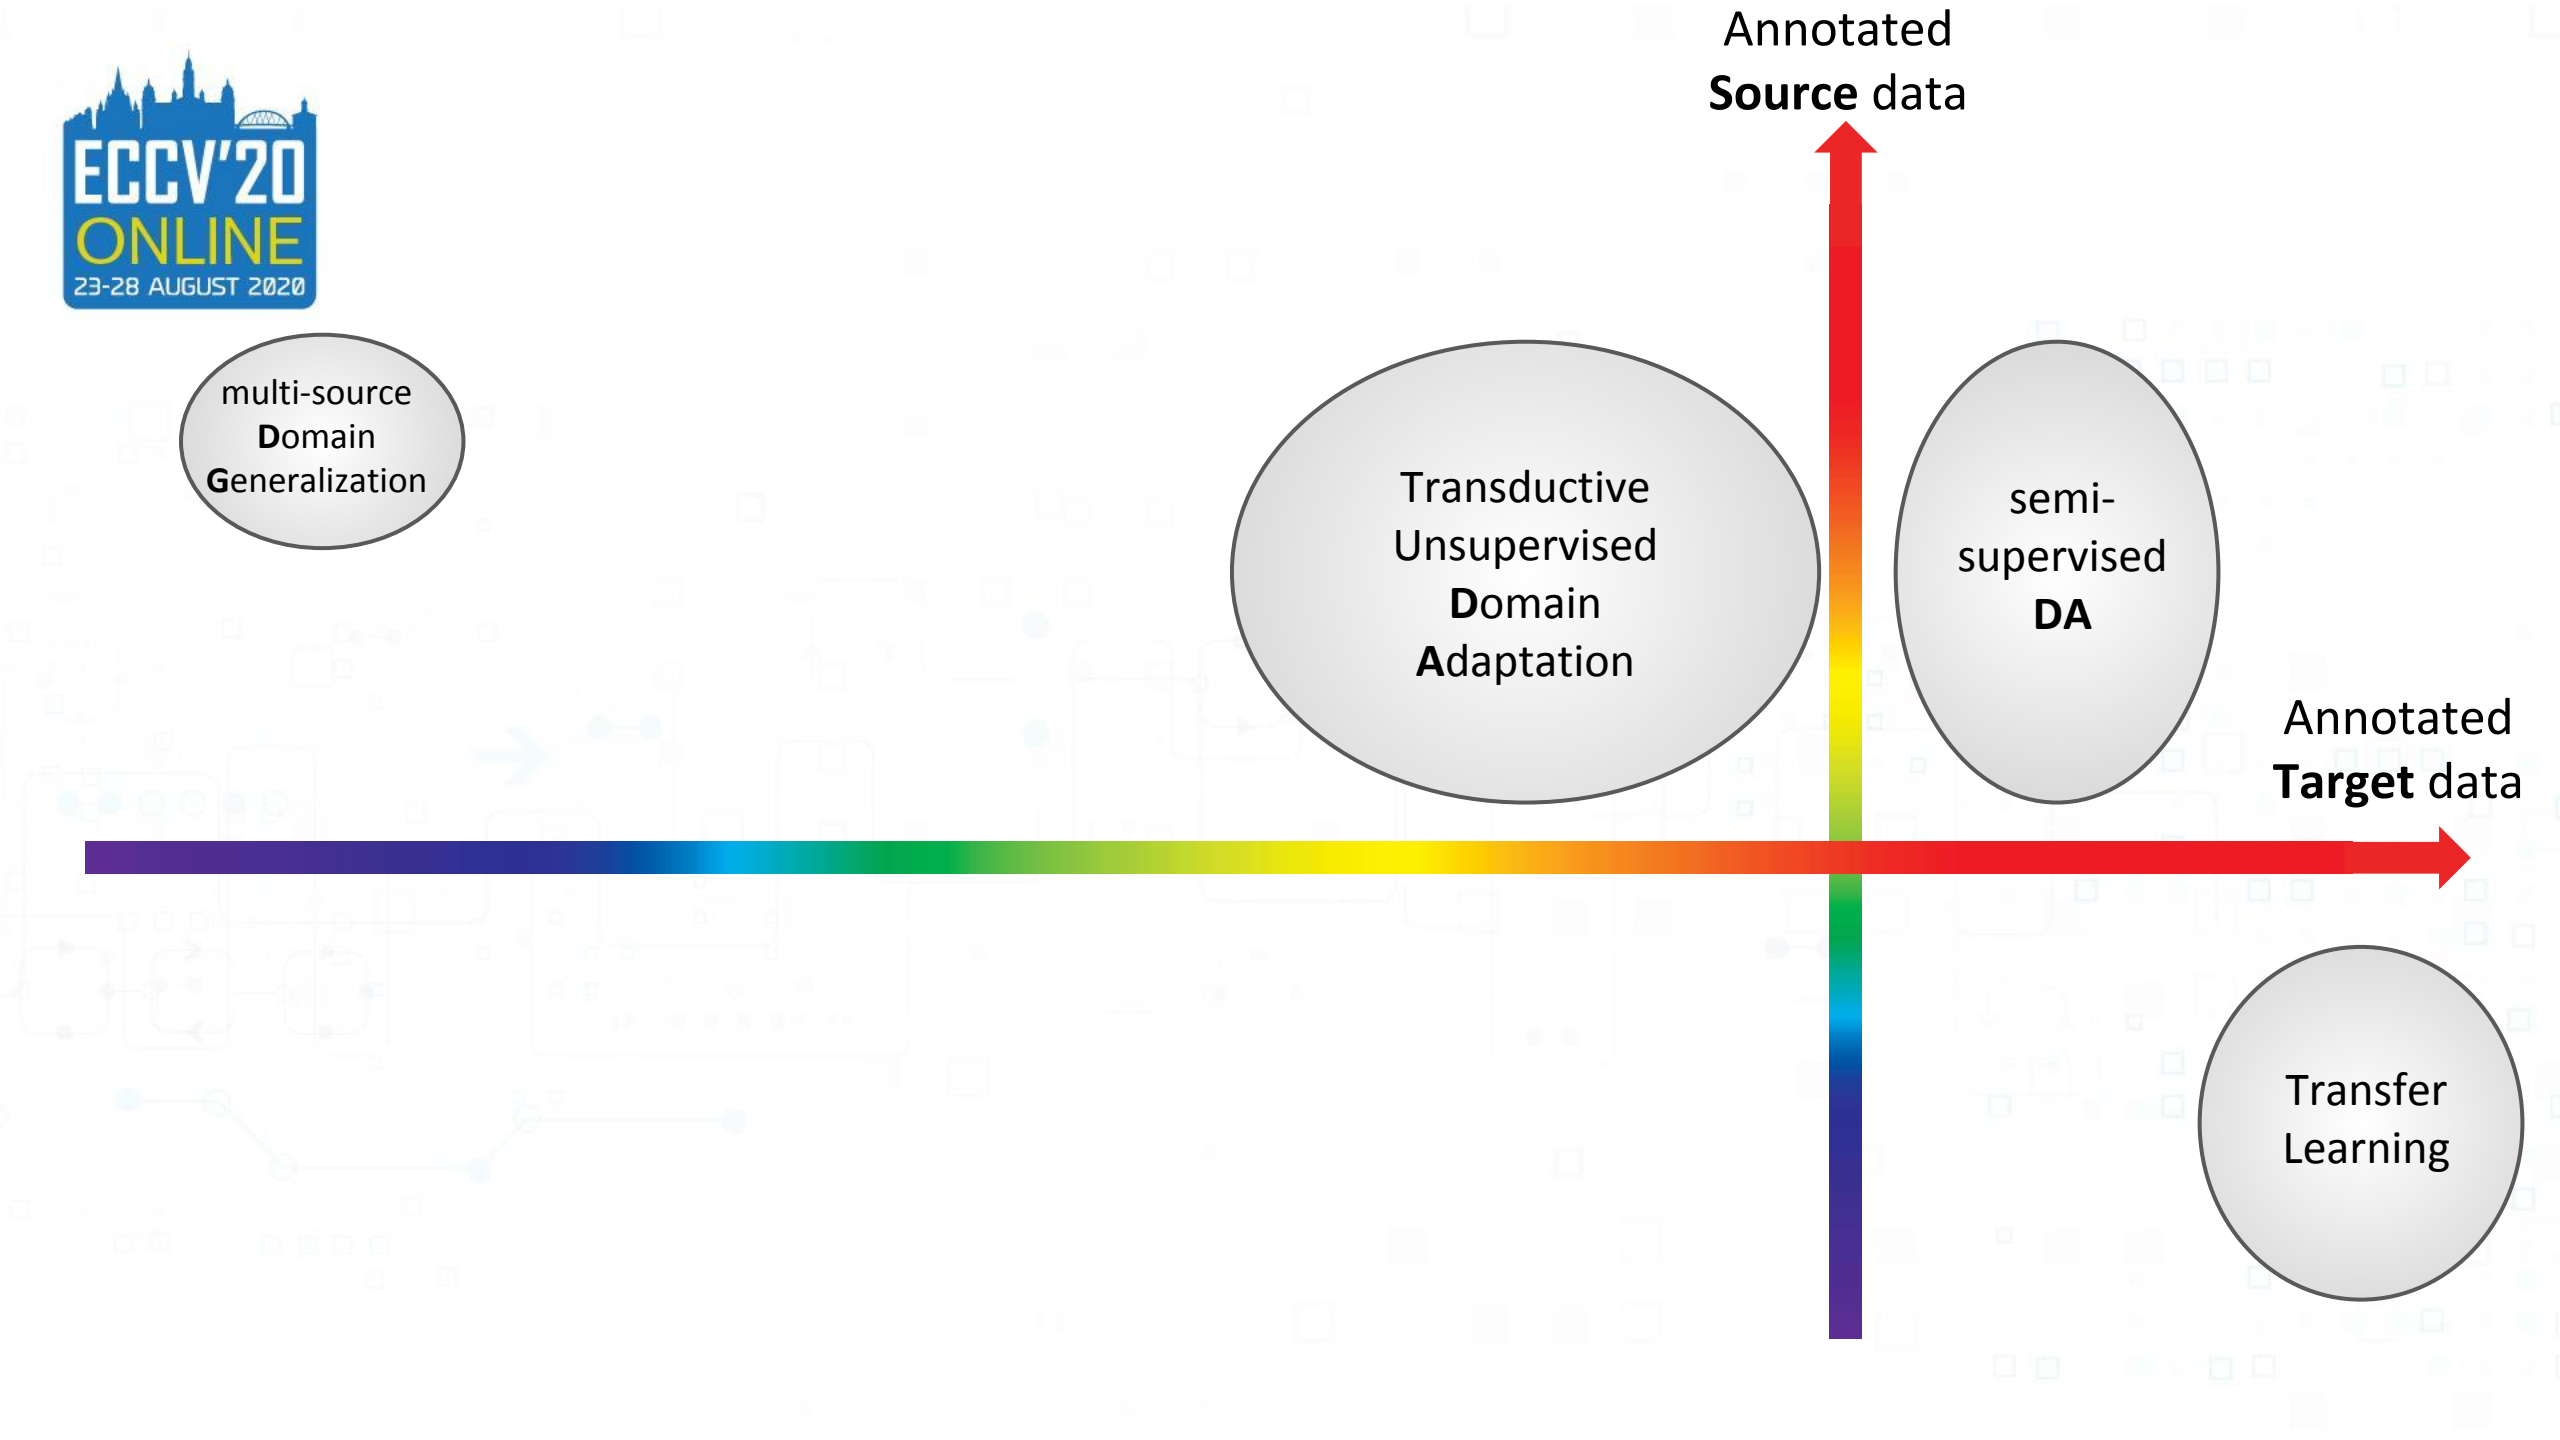 Annotated
Source data
ECCV'20
ONLINE
23-28 AUGUST 2020
multi-source
Domain
Generalization
Transductive
Unsupervised
Domain
Adaptation
semi-
supervised
DA
Annotated
Target data
Transfer
Learning